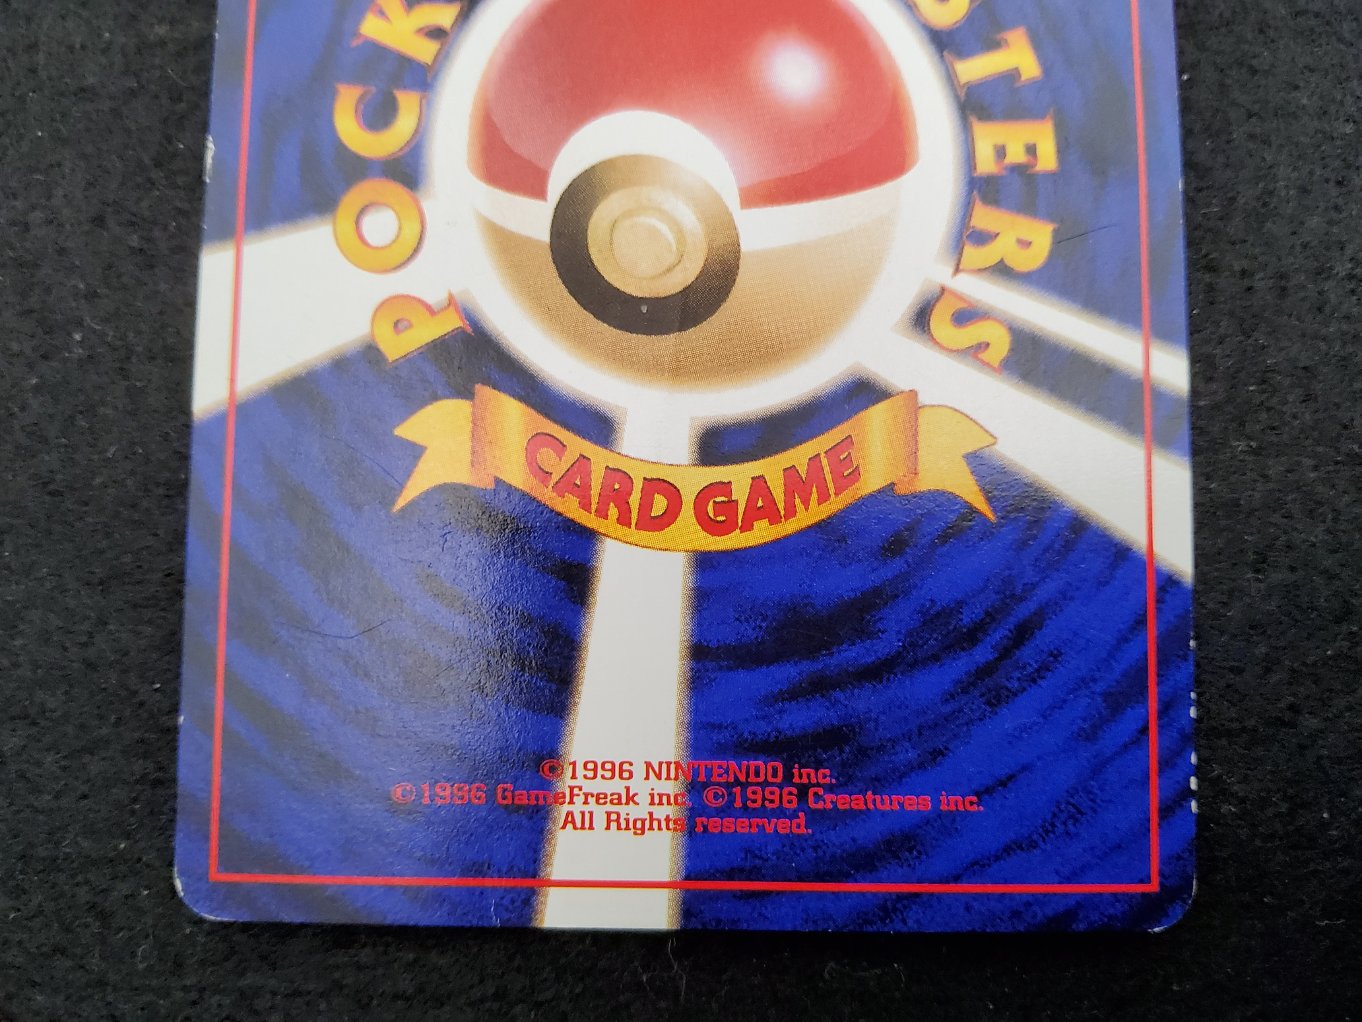 POCK
STERS
CARD GAME
©1996 NINTENDO inc.
©1996 GameFreak inc. ©1996 Creatures inc.
All Rights reserved.